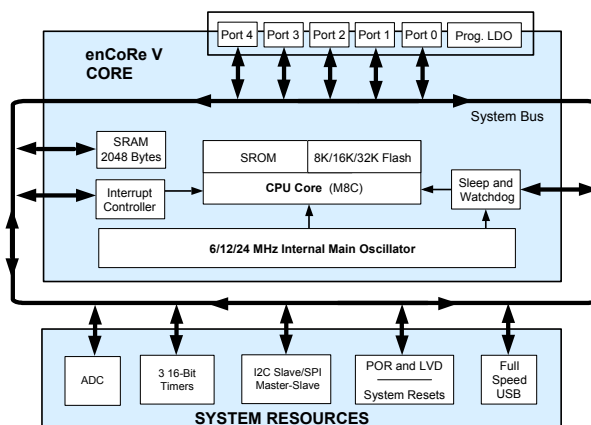 Port 4 Port 3 Port 2 Port 1 Port 0 Prog. LDO
enCoRe V
CORE
System Bus
SRAM
2048 Bytes
SROM 8K/16K/32K Flash
CPU Core (M8C)
Interrupt
Controller
Sleep and
Watchdog
6/12/24 MHz Internal Main Oscillator
ADC
3 16-Bit
Timers
I2C Slave/SPI
Master-Slave
POR and LVD
System Resets
Full
Speed
USB
SYSTEM RESOURCES